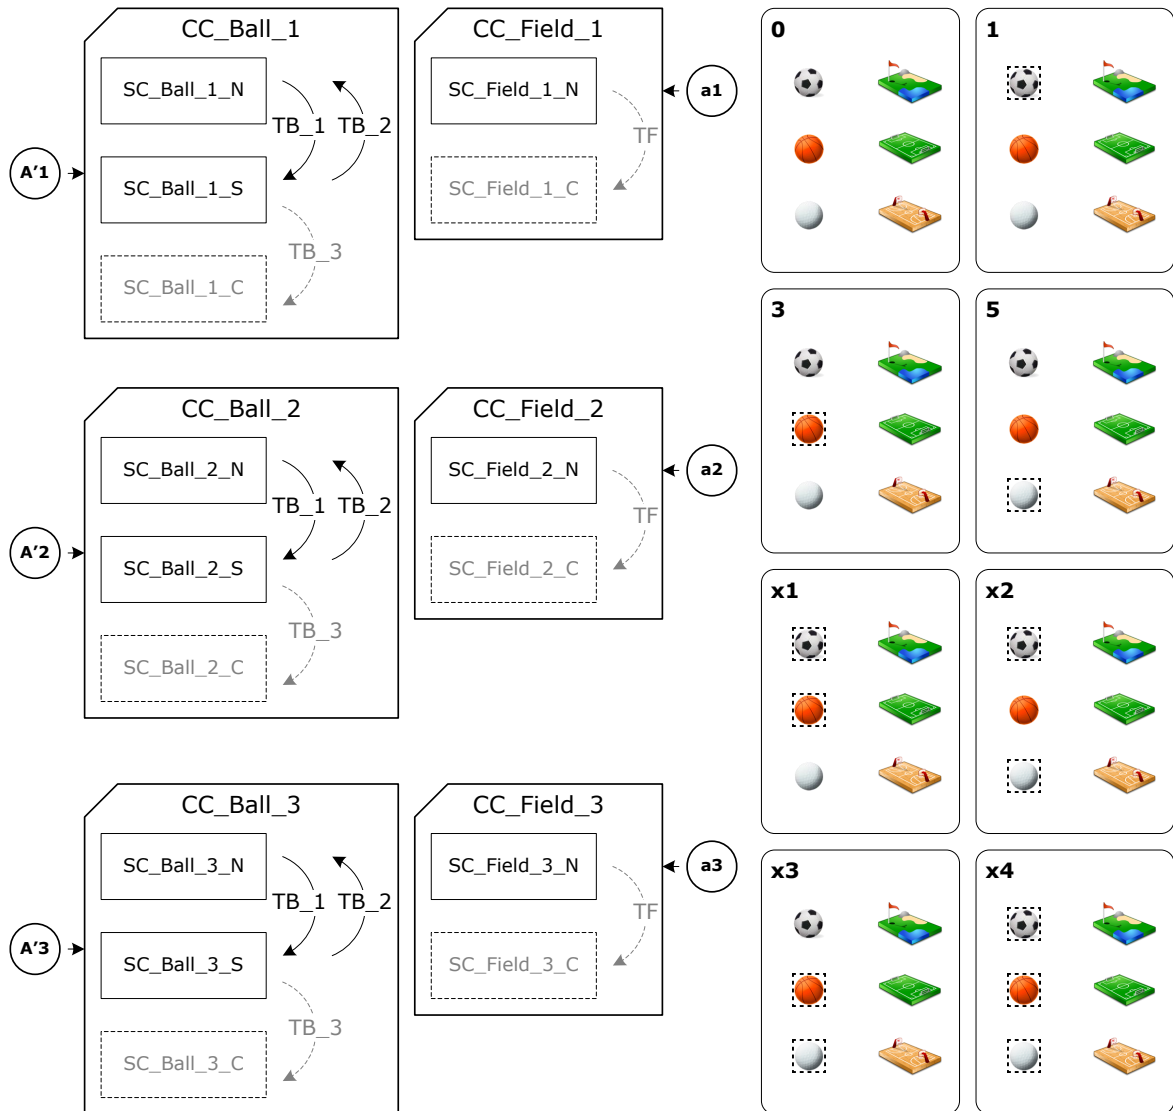 CC_Ball_1
SC_Ball_1_N
TB_1
TB_2
SC_Ball_1_S
TB_3
SC_Ball_1_C
A'1
CC_Field_1
SC_Field_1_N
TF
SC_Field_1_C
a1
CC_Ball_2
SC_Ball_2_N
TB_1
TB_2
SC_Ball_2_S
TB_3
SC_Ball_2_C
A'2
CC_Field_2
SC_Field_2_N
TF
SC_Field_2_C
a2
CC_Ball_3
SC_Ball_3_N
TB_1
TB_2
SC_Ball_3_S
TB_3
SC_Ball_3_C
A'3
CC_Field_3
SC_Field_3_N
TF
SC_Field_3_C
a3
0
1
3
5
x1
x2
x3
x4